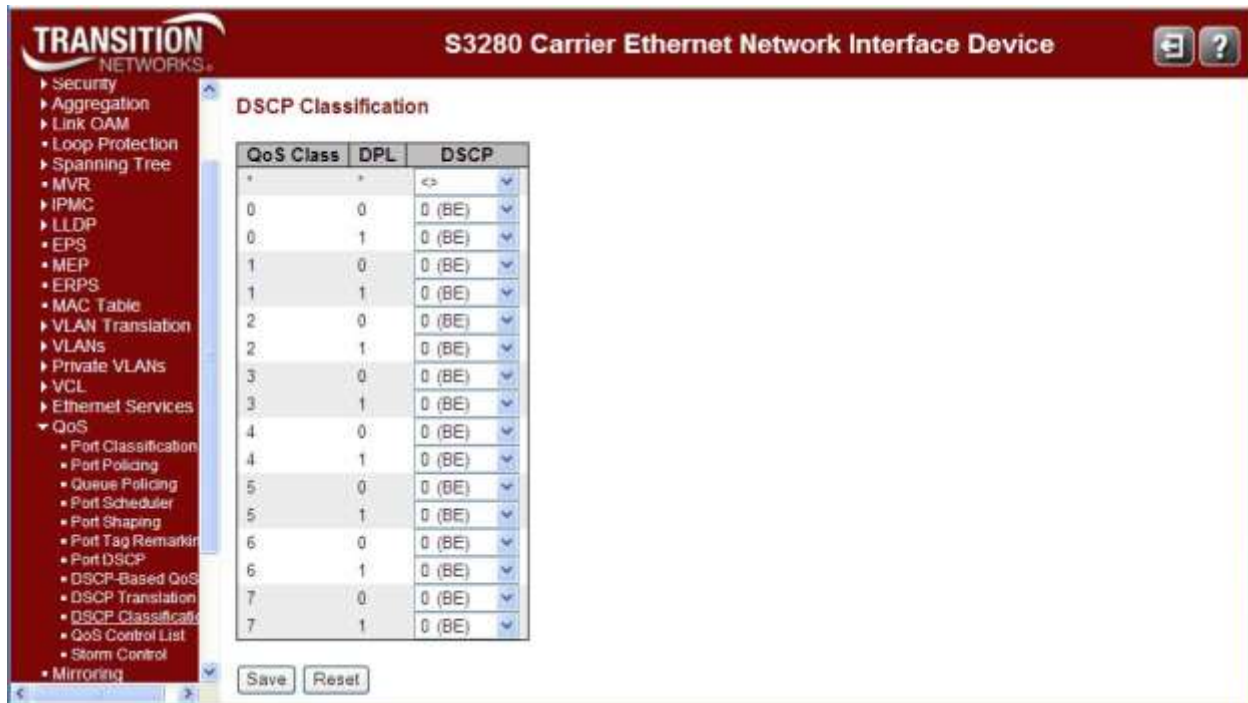 TRANSITION
NETWORKS®
S3280 Carrier Ethernet Network Interface Device
?
Security
Aggregation
Link OAM
Loop Protection
Spanning Tree
MVR
IPMC
LLDP
EPS
MEP
ERPS
MAC Table
VLAN Translation
VLANs
Private VLANs
VCL
Ethernet Services
QoS
Port Classification
Port Policing
Queue Policing
Port Scheduler
Port Shaping
Port Tag Remarkin
Port DSCP
DSCP-Based QoS
DSCP Translation
DSCP Classificatio
QoS Control List
Storm Control
Mirroring
DSCP Classification
QoS Class DPL DSCP
* * <>
0 0 0 (BE)
0 1 0 (BE)
1 0 0 (BE)
1 1 0 (BE)
2 0 0 (BE)
2 1 0 (BE)
3 0 0 (BE)
3 1 0 (BE)
4 0 0 (BE)
4 1 0 (BE)
5 0 0 (BE)
5 1 0 (BE)
6 0 0 (BE)
6 1 0 (BE)
7 0 0 (BE)
7 1 0 (BE)
Save Reset